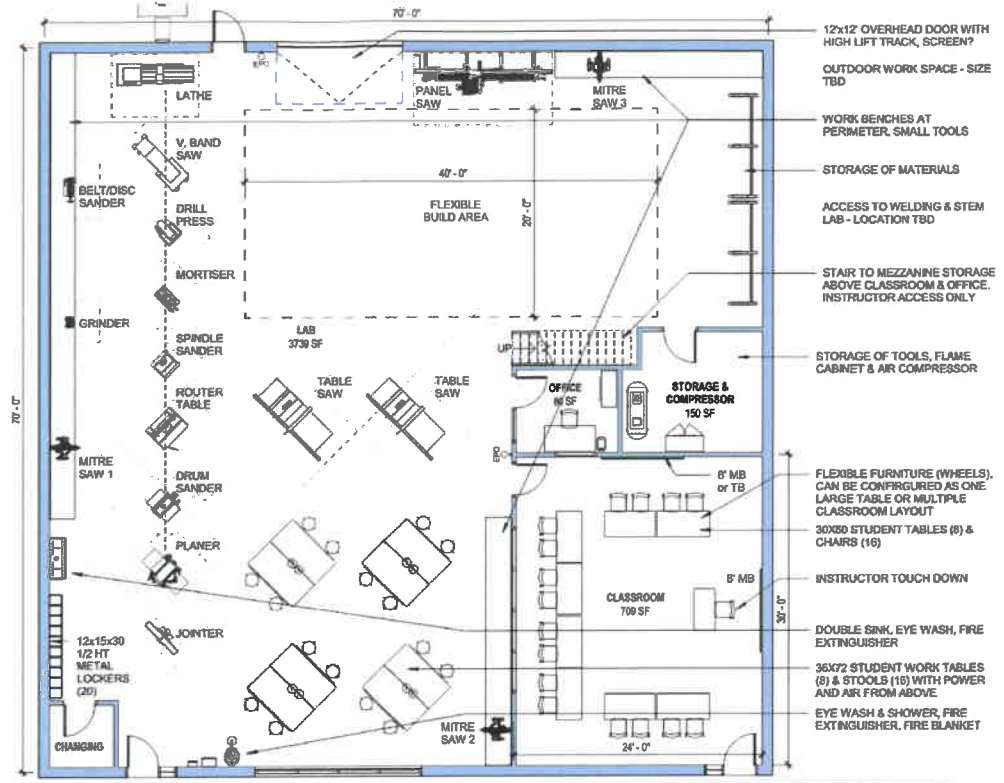 70'- 0"
12'x12' OVERHEAD DOOR WITH
HIGH LIFT TRACK, SCREEN?
OUTDOOR WORK SPACE - SIZE
TBD
WORK BENCHES AT
PERIMETER, SMALL TOOLS
STORAGE OF MATERIALS
ACCESS TO WELDING & STEM
LAB - LOCATION TBD
STAIR TO MEZZANINE STORAGE
ABOVE CLASSROOM & OFFICE.
INSTRUCTOR ACCESS ONLY
STORAGE OF TOOLS, FLAME
CABINET & AIR COMPRESSOR
FLEXIBLE FURNITURE (WHEELS),
CAN BE CONFIRGURED AS ONE
LARGE TABLE OR MULTIPLE
CLASSROOM LAYOUT
30X60 STUDENT TABLES (8) &
CHAIRS (16)
INSTRUCTOR TOUCH DOWN
DOUBLE SINK, EYE WASH, FIRE
EXTINGUISHER
36X72 STUDENT WORK TABLES
(8) & STOOLS (16) WITH POWER
AND AIR FROM ABOVE
EYE WASH & SHOWER, FIRE
EXTINGUISHER, FIRE BLANKET
EPO
LATHE
PANEL
SAW
MITRE
SAW 3
V. BAND
SAW
BELT/DISC
SANDER
DRILL
PRESS
40'- 0"
20'- 0"
FLEXIBLE
BUILD AREA
MORTISER
GRINDER
LAB
3739 SF
SPINDLE
SANDER
UP
ROUTER
TABLE
TABLE
SAW
TABLE
SAW
OFFICE
80 SF
STORAGE &
COMPRESSOR
150 SF
70'- 0"
MITRE
SAW 1
EPO
8' MB
or TB
DRUM
SANDER
PLANER
8' MB
CLASSROOM
709 SF
30'- 0"
JOINTER
12x15x30
1/2 HT
METAL
LOCKERS
(20)
CHANGING
MITRE
SAW 2
24'- 0"